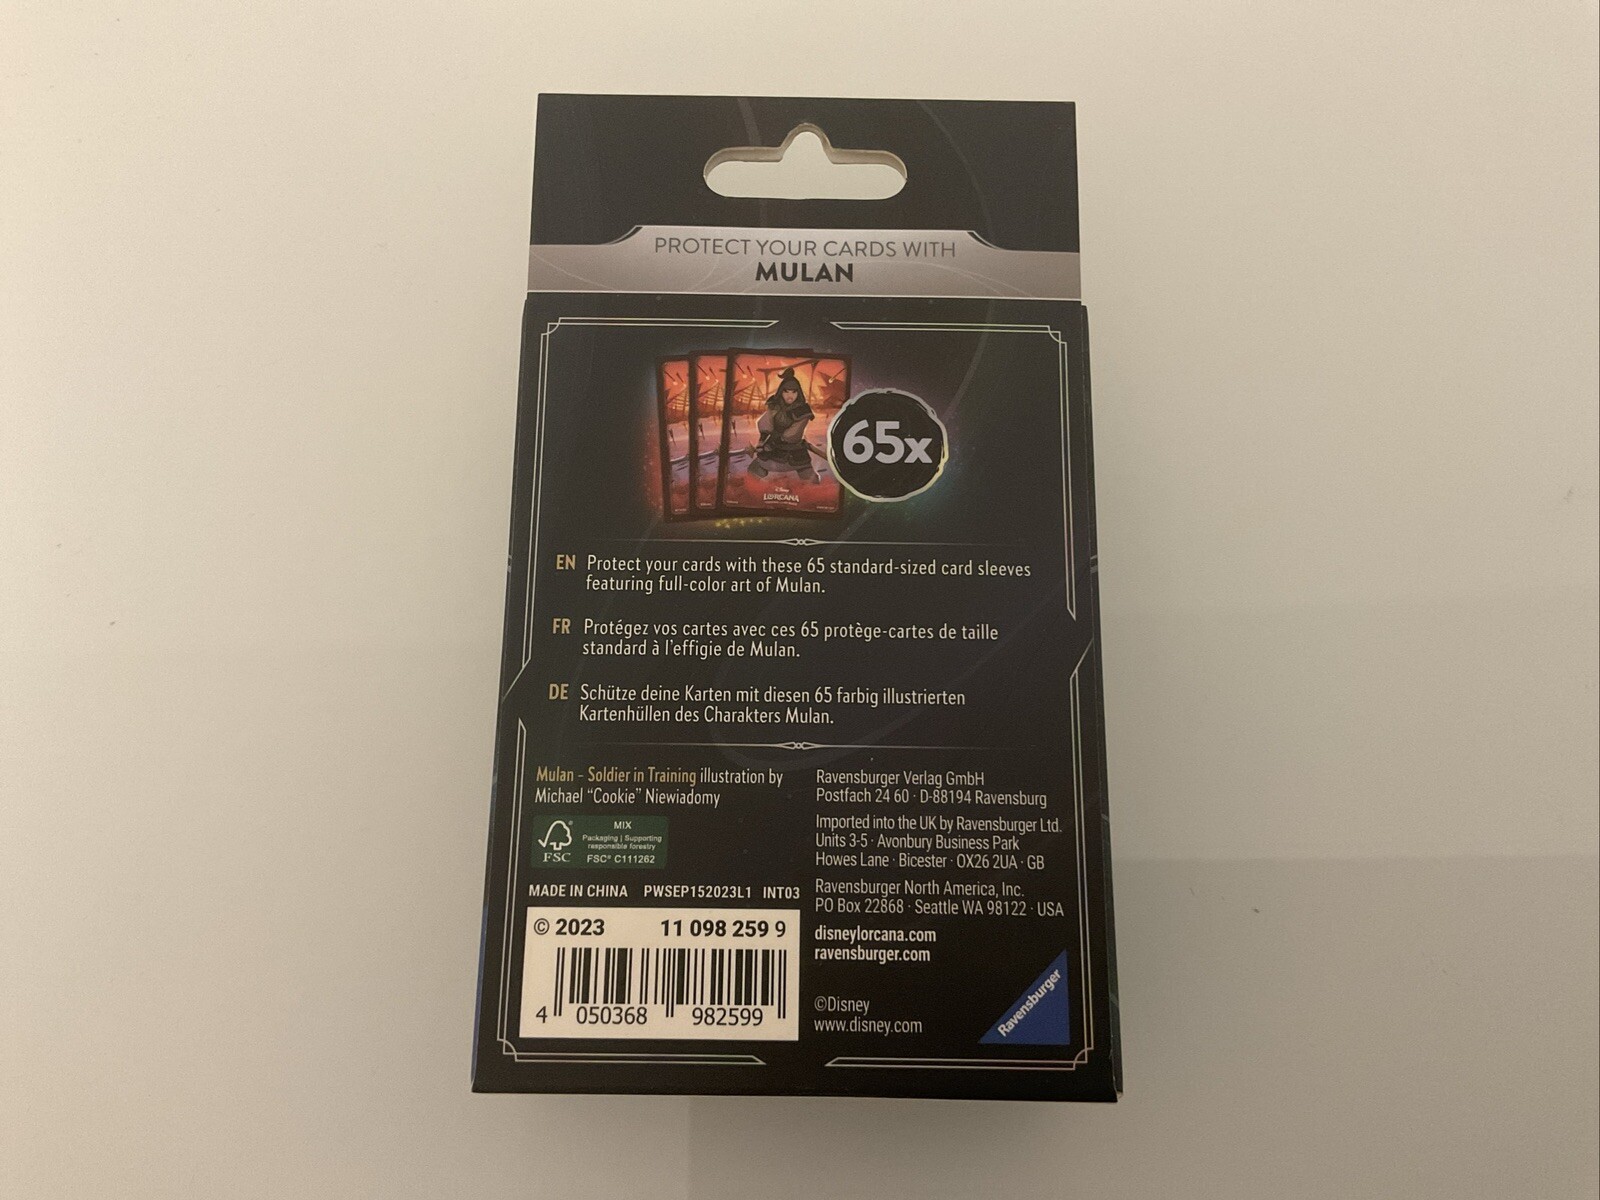 PROTECT YOUR CARDS WITH
MULAN
65x
Disney
LORCANA
EN Protect your cards with these 65 standard-sized card sleeves
featuring full-color art of Mulan.
FR Protégez vos cartes avec ces 65 protège-cartes de taille
standard à l'effigie de Mulan.
DE Schütze deine Karten mit diesen 65 farbig illustrierten
Kartenhüllen des Charakters Mulan.
Mulan – Soldier in Training illustration by
Michael “Cookie” Niewiadomy
FSC
MIX
Packaging | Supporting
responsible forestry
FSC® C111262
MADE IN CHINA PWSEP152023L1 INT03
© 2023 11 098 259 9
4 050368 982599
Ravensburger Verlag GmbH
Postfach 24 60 · D-88194 Ravensburg
Imported into the UK by Ravensburger Ltd.
Units 3-5 · Avonbury Business Park
Howes Lane · Bicester · OX26 2UA · GB
Ravensburger North America, Inc.
PO Box 22868 · Seattle WA 98122 · USA
disneylorcana.com
ravensburger.com
©Disney
www.disney.com
Ravensburger